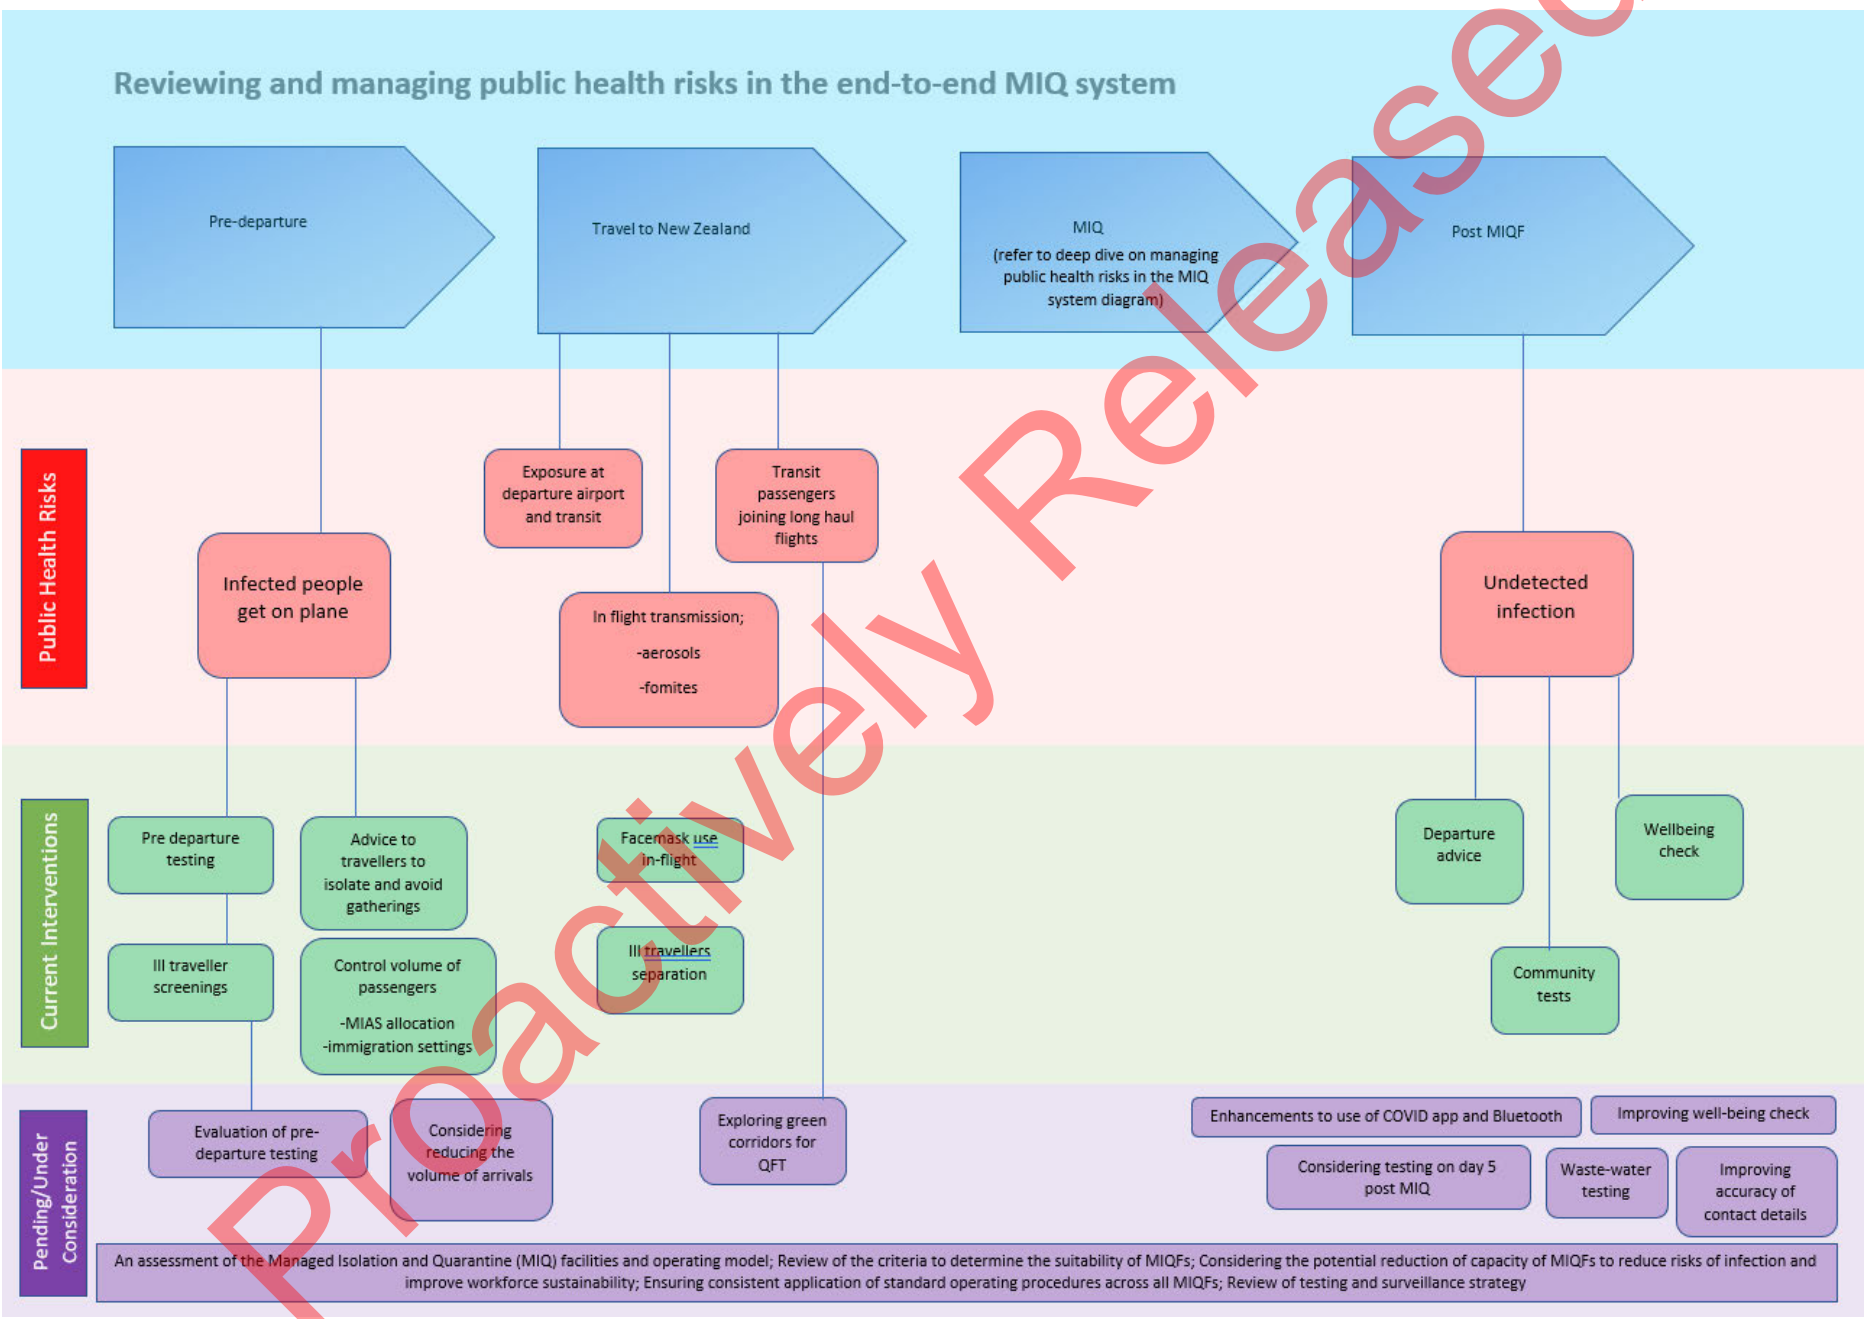 Reviewing and managing public health risks in the end-to-end MIQ system
Pre-departure
Travel to New Zealand
MIQ
(refer to deep dive on managing
public health risks in the MIQ
system diagram)
Post MIQF
Public Health Risks
Infected people
get on plane
Exposure at
departure airport
and transit
In flight transmission;
-aerosols
-fomites
Transit
passengers
joining long haul
flights
Undetected
infection
Current Interventions
Pre departure
testing
Advice to
travellers to
isolate and avoid
gatherings
Ill traveller
screenings
Control volume of
passengers
-MIAS allocation
-immigration settings
Facemask use
in-flight
Ill travellers
separation
Departure
advice
Wellbeing
check
Community
tests
Pending/Under
Consideration
Evaluation of pre-
departure testing
Considering
reducing the
volume of arrivals
Exploring green
corridors for
QFT
Enhancements to use of COVID app and Bluetooth
Improving well-being check
Considering testing on day 5
post MIQ
Waste-water
testing
Improving
accuracy of
contact details
An assessment of the Managed Isolation and Quarantine (MIQ) facilities and operating model; Review of the criteria to determine the suitability of MIQFs; Considering the potential reduction of capacity of MIQFs to reduce risks of infection and
improve workforce sustainability; Ensuring consistent application of standard operating procedures across all MIQFs; Review of testing and surveillance strategy
Proactively Released